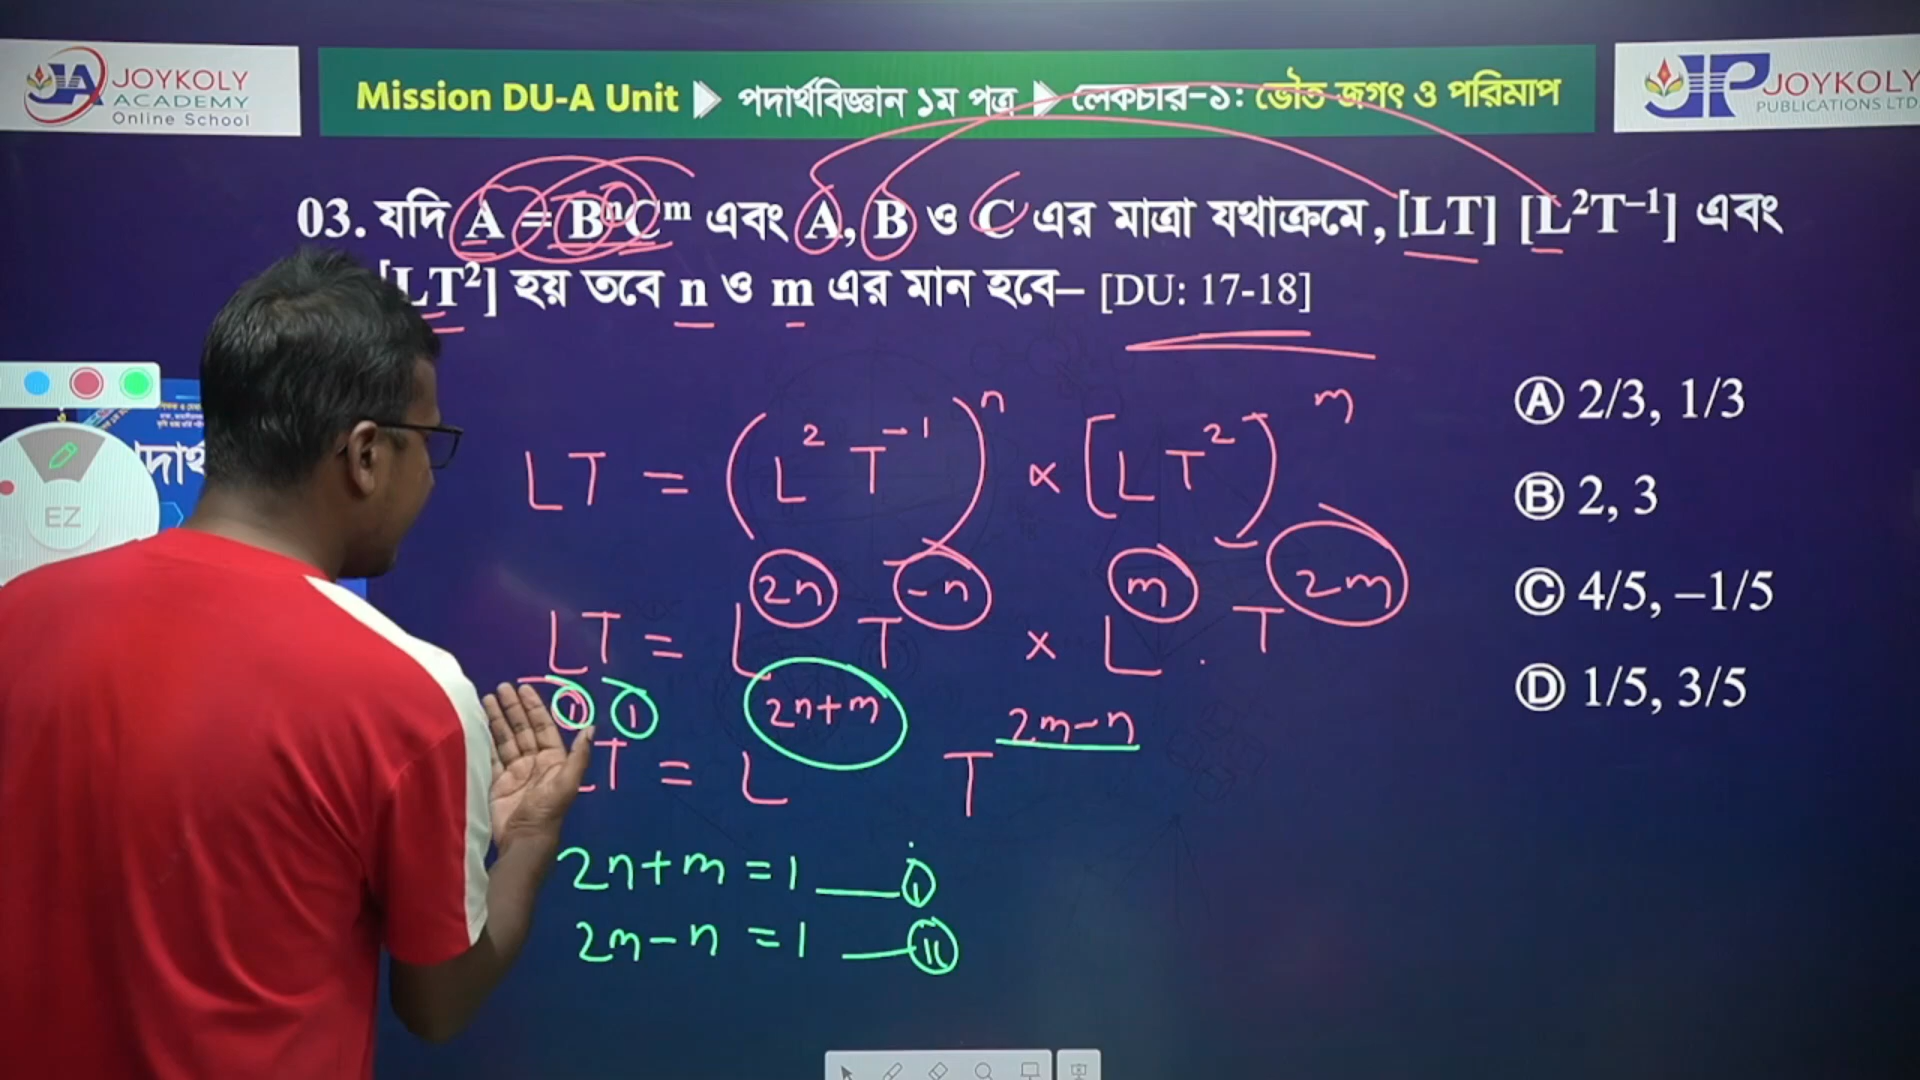 JOYKOLY
ACADEMY
Online School
Mission DU-A Unit ▶ পদার্থবিজ্ঞান ১ম পত্র ▶ লেকচার-১: ভৌত জগৎ ও পরিমাপ
JOYKOLY
PUBLICATIONS LTD
03. যদি A = BⁿCᵐ এবং A, B ও C এর মাত্রা যথাক্রমে, [LT] [L²T⁻¹] এবং
[LT²] হয় তবে n ও m এর মান হবে– [DU: 17-18]
Ⓐ 2/3, 1/3
Ⓑ 2, 3
Ⓒ 4/5, –1/5
Ⓓ 1/5, 3/5
EZ
LT = (L² T⁻¹)ⁿ × [LT²]ᵐ
LT = L²ⁿ T⁻ⁿ × Lᵐ . T²ᵐ
① ①
LT = L²ⁿ⁺ᵐ T²ᵐ⁻ⁿ
2n+m = 1 — (i)
2m–n = 1 — (ii)